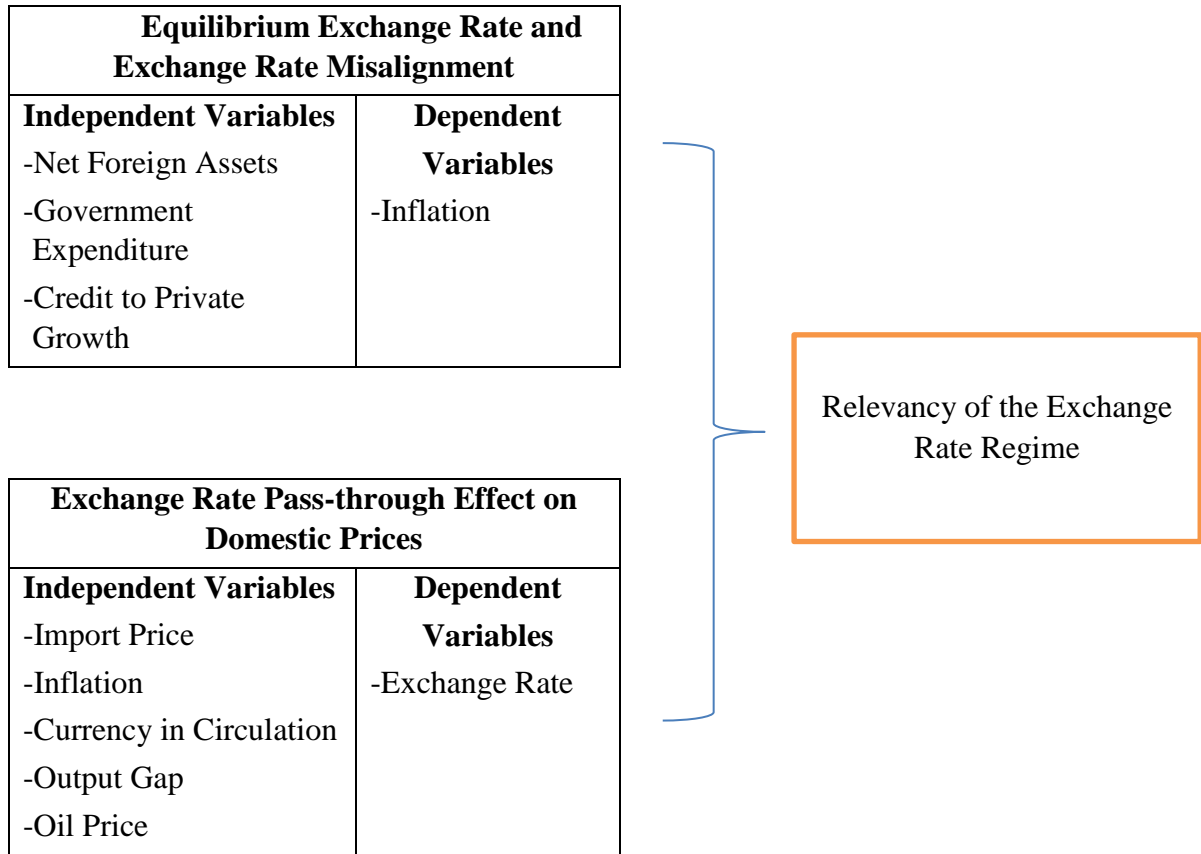 Equilibrium Exchange Rate and
Exchange Rate Misalignment
Independent Variables
-Net Foreign Assets
-Government
Expenditure
-Credit to Private
Growth
Dependent
Variables
-Inflation
Relevancy of the Exchange
Rate Regime
Exchange Rate Pass-through Effect on
Domestic Prices
Independent Variables
-Import Price
-Inflation
-Currency in Circulation
-Output Gap
-Oil Price
Dependent
Variables
-Exchange Rate